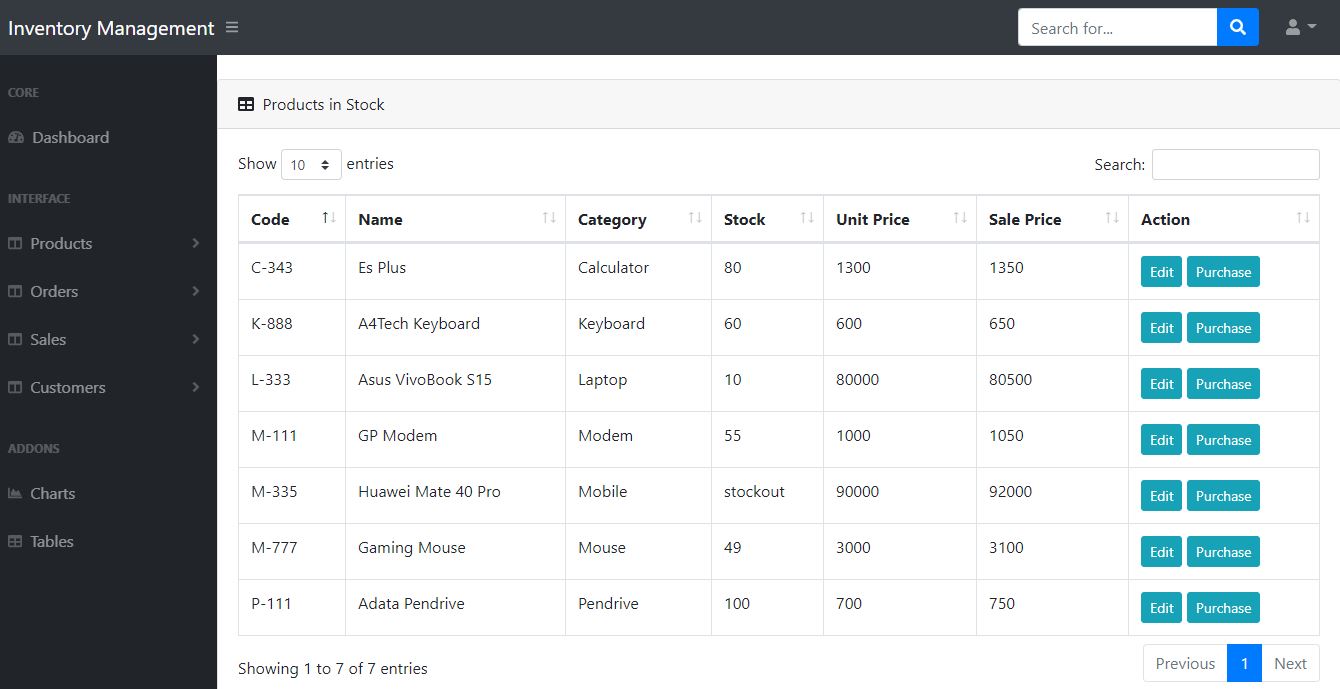 Inventory Management
Search for...
CORE
Dashboard
INTERFACE
Products
Orders
Sales
Customers
ADDONS
Charts
Tables
Products in Stock
Show 10 entries
Search:
Code Name Category Stock Unit Price Sale Price Action
C-343 Es Plus Calculator 80 1300 1350 Edit Purchase
K-888 A4Tech Keyboard Keyboard 60 600 650 Edit Purchase
L-333 Asus VivoBook S15 Laptop 10 80000 80500 Edit Purchase
M-111 GP Modem Modem 55 1000 1050 Edit Purchase
M-335 Huawei Mate 40 Pro Mobile stockout 90000 92000 Edit Purchase
M-777 Gaming Mouse Mouse 49 3000 3100 Edit Purchase
P-111 Adata Pendrive Pendrive 100 700 750 Edit Purchase
Showing 1 to 7 of 7 entries
Previous 1 Next